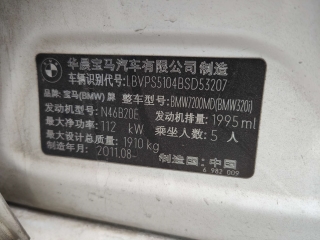 华晨宝马汽车有限公司 制造
车辆识别代号:LBVPS5104BSD53207
品牌:宝马(BMW)牌 整车型号:BMW7200MD(BMW320i)
发动机型号:N46B20E 发动机排量:1995ml
最大净功率:112 kW 乘坐人数:5 人
最大设计总质量:1910 kg
制造年月:2011.08 制造国:中国
6 987 009